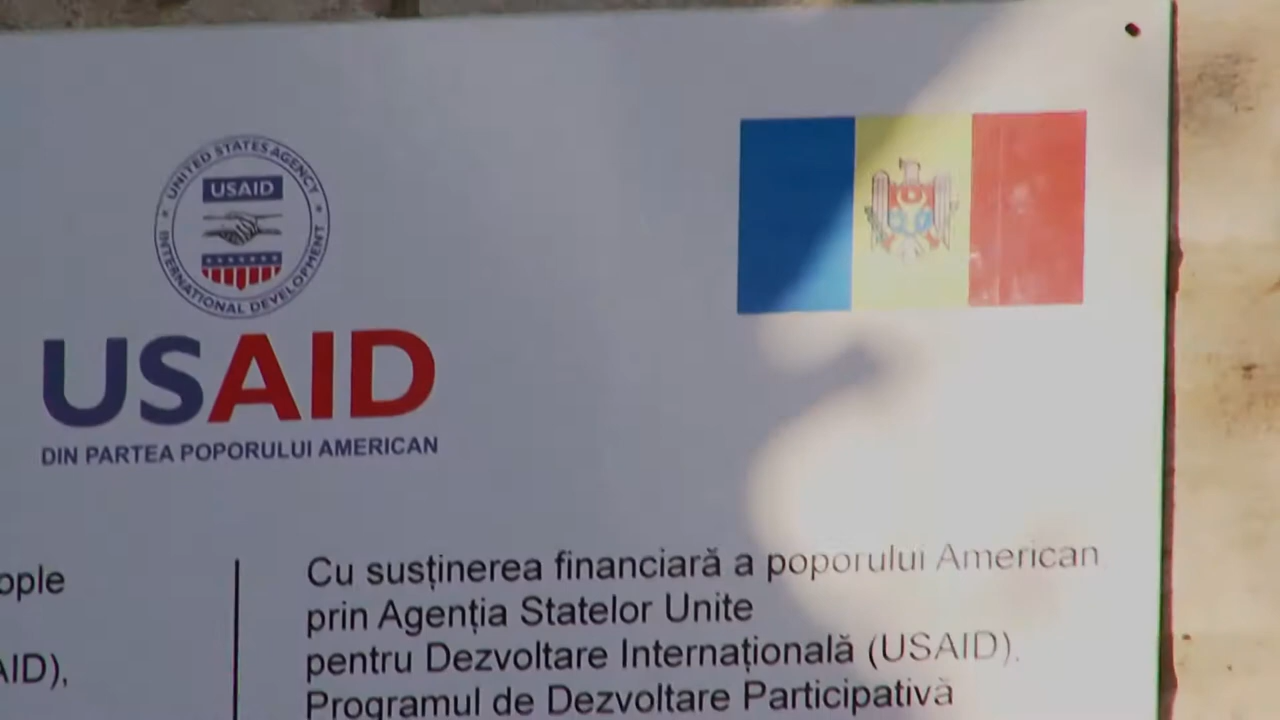 UNITED STATES AGENCY
USAID
INTERNATIONAL DEVELOPMENT
USAID
DIN PARTEA POPORULUI AMERICAN
ople
AID),
Cu susținerea financiară a poporului American
prin Agenția Statelor Unite
pentru Dezvoltare Internațională (USAID).
Programul de Dezvoltare Participativă